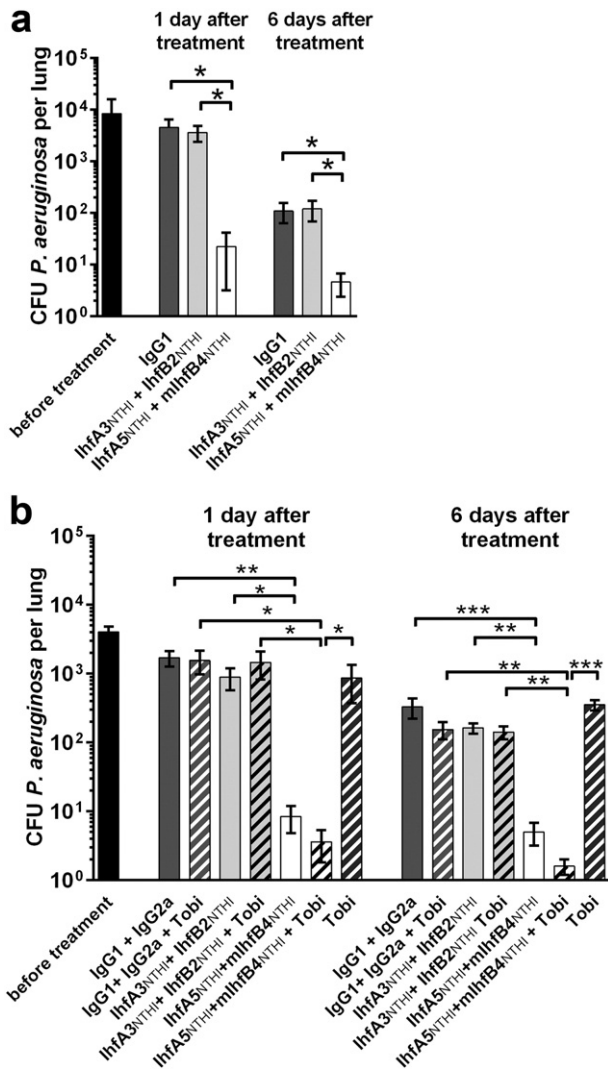 a
1 day after
treatment
6 days after
treatment
CFU P. aeruginosa per lung
10⁵
10⁴
10³
10²
10¹
10⁰
*
*
*
*
before treatment
IgG1
IhfA3NTHI + IhfB2NTHI
IhfA5NTHI + mIhfB4NTHI
IgG1
IhfA3NTHI + IhfB2NTHI
IhfA5NTHI + mIhfB4NTHI
b
1 day after
treatment
6 days after
treatment
CFU P. aeruginosa per lung
10⁵
10⁴
10³
10²
10¹
10⁰
**
*
*
*
*
***
**
**
**
***
before treatment
IgG1 + IgG2a
IgG1+ IgG2a + Tobi
IhfA3NTHI+ IhfB2NTHI
IhfA3NTHI+ IhfB2NTHI + Tobi
IhfA5NTHI+mIhfB4NTHI
IhfA5NTHI+mIhfB4NTHI + Tobi
Tobi
IgG1 + IgG2a
IgG1+ IgG2a + Tobi
IhfA3NTHI+ IhfB2NTHI
IhfA3NTHI+ IhfB2NTHI Tobi
IhfA5NTHI+mIhfB4NTHI
IhfA5NTHI+mIhfB4NTHI + Tobi
Tobi